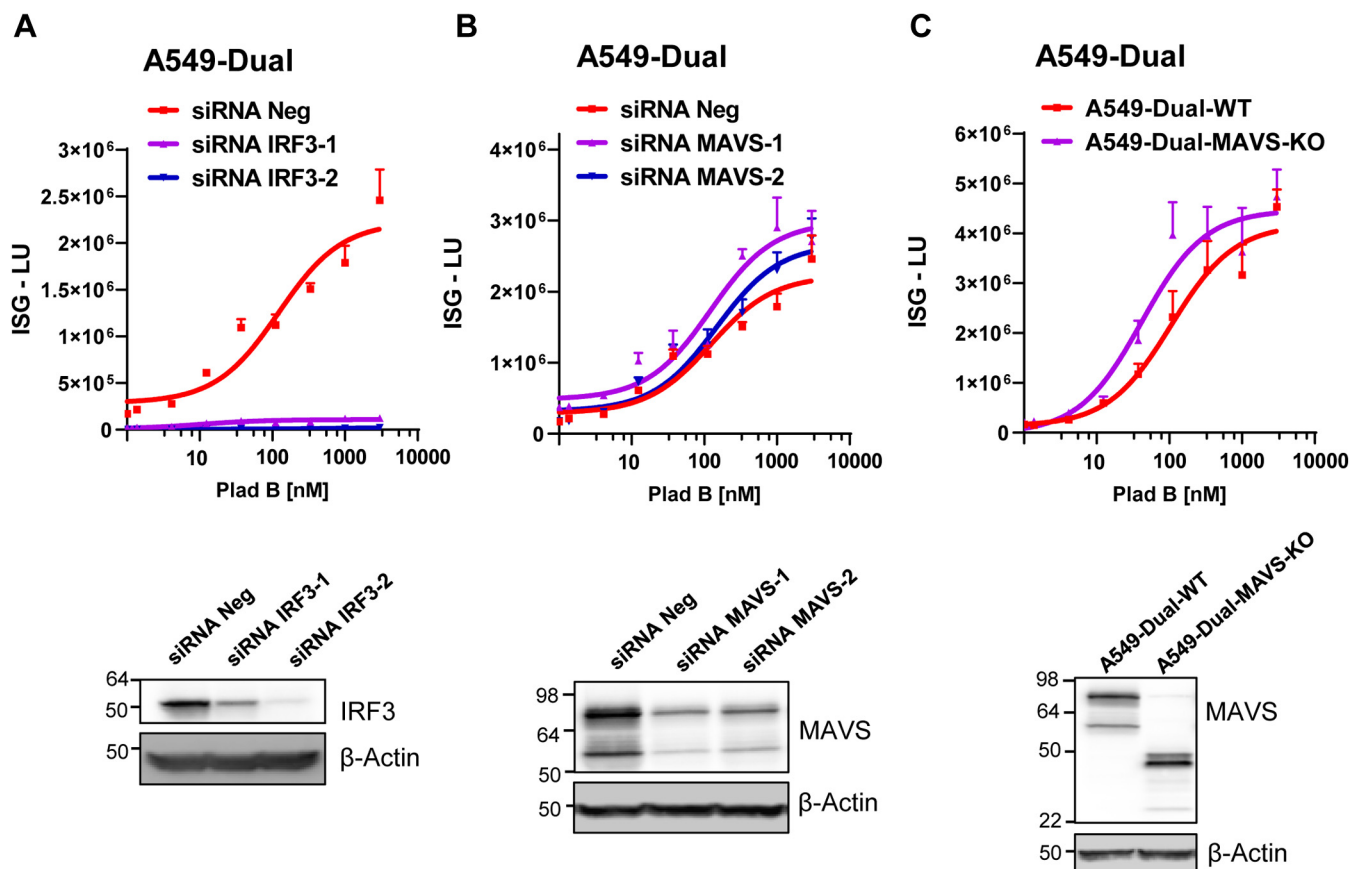 A
A549-Dual
siRNA Neg
siRNA IRF3-1
siRNA IRF3-2
3×10⁶
2.5×10⁶
2×10⁶
1.5×10⁶
1×10⁶
5×10⁵
0
ISG - LU
10 100 1000 10000
Plad B [nM]
siRNA Neg
siRNA IRF3-1
siRNA IRF3-2
64
50
IRF3
50
β-Actin
B
A549-Dual
siRNA Neg
siRNA MAVS-1
siRNA MAVS-2
4×10⁶
3×10⁶
2×10⁶
1×10⁶
0
ISG - LU
10 100 1000 10000
Plad B [nM]
siRNA Neg
siRNA MAVS-1
siRNA MAVS-2
98
64
50
MAVS
50
β-Actin
C
A549-Dual
A549-Dual-WT
A549-Dual-MAVS-KO
6×10⁶
5×10⁶
4×10⁶
3×10⁶
2×10⁶
1×10⁶
0
ISG - LU
10 100 1000 10000
Plad B [nM]
A549-Dual-WT
A549-Dual-MAVS-KO
98
64
50
22
MAVS
50
β-Actin